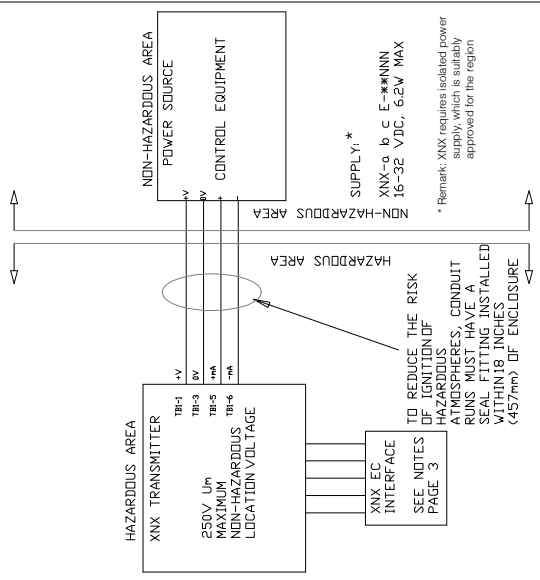 NON-HAZARDOUS AREA
POWER SOURCE
CONTROL EQUIPMENT
+V
0V
+
-
SUPPLY: *
XNX-a b c E-**NNN
16-32 VDC, 6.2W MAX
* Remark: XNX requires isolated power
supply, which is suitably
approved for the region
NON-HAZARDOUS AREA
HAZARDOUS AREA
HAZARDOUS AREA
XNX TRANSMITTER
TB1-1 +V
TB1-3 0V
TB1-5 +mA
TB1-6 -mA
250V Um
MAXIMUM
NON-HAZARDOUS
LOCATION VOLTAGE
XNX EC
INTERFACE
SEE NOTES
PAGE 3
TO REDUCE THE RISK
OF IGNITION OF
HAZARDOUS
ATMOSPHERES, CONDUIT
RUNS MUST HAVE A
SEAL FITTING INSTALLED
WITHIN18 INCHES
(457mm) OF ENCLOSURE